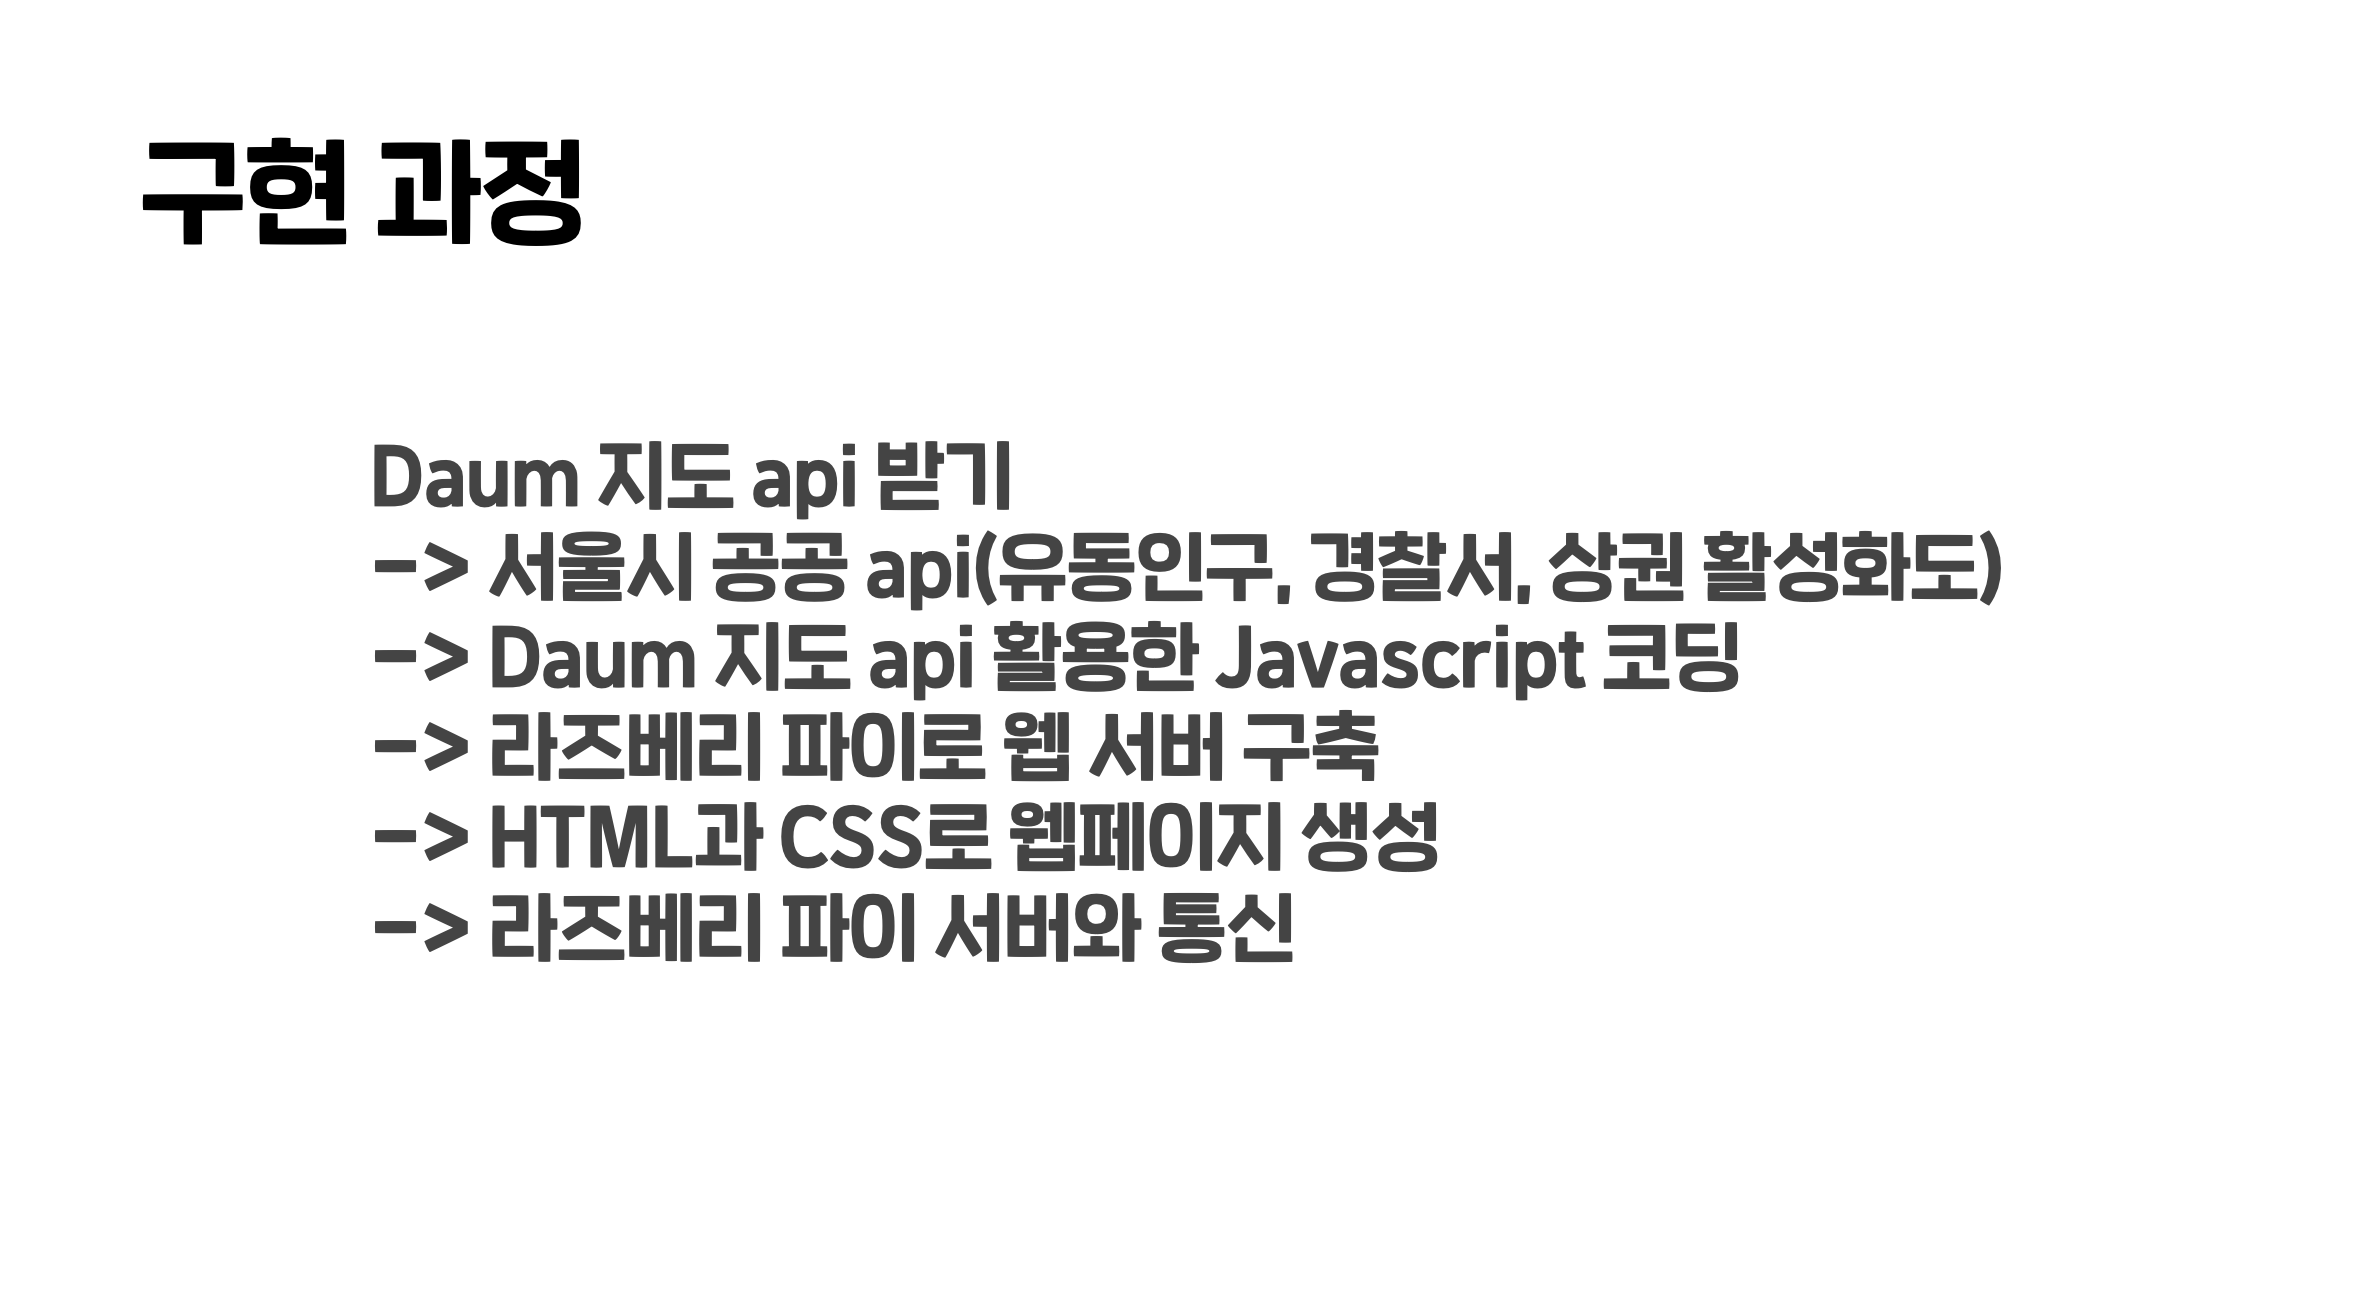 구현 과정
Daum 지도 api 받기
-> 서울시 공공 api(유동인구, 경찰서, 상권 활성화도)
-> Daum 지도 api 활용한 Javascript 코딩
-> 라즈베리 파이로 웹 서버 구축
-> HTML과 CSS로 웹페이지 생성
-> 라즈베리 파이 서버와 통신